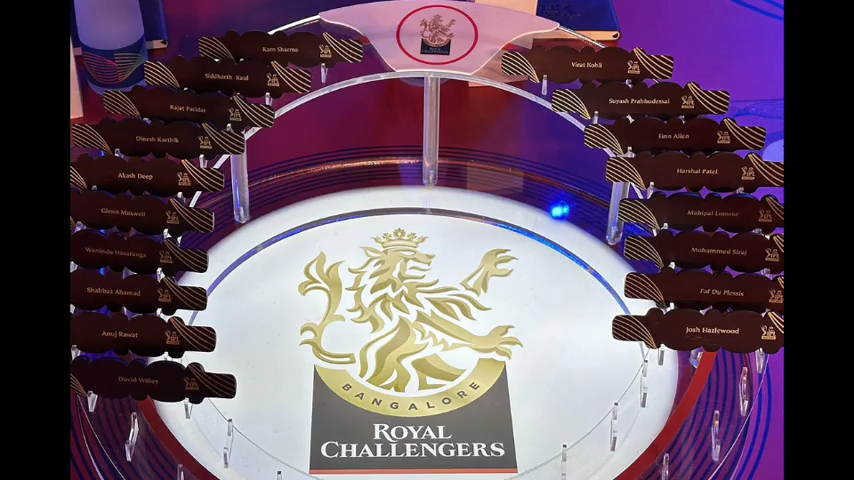 ROYAL
CHALLENGERS
Karn Sharma
Siddharth Kaul
Rajat Patidar
Dinesh Karthik
Akash Deep
Glenn Maxwell
Wanindu Hasaranga
Shahbaz Ahamad
Anuj Rawat
David Willey
Virat Kohli
Suyash Prabhudessai
Finn Allen
Harshal Patel
Mahipal Lomror
Mohammed Siraj
Faf Du Plessis
Josh Hazlewood
BANGALORE
ROYAL
CHALLENGERS